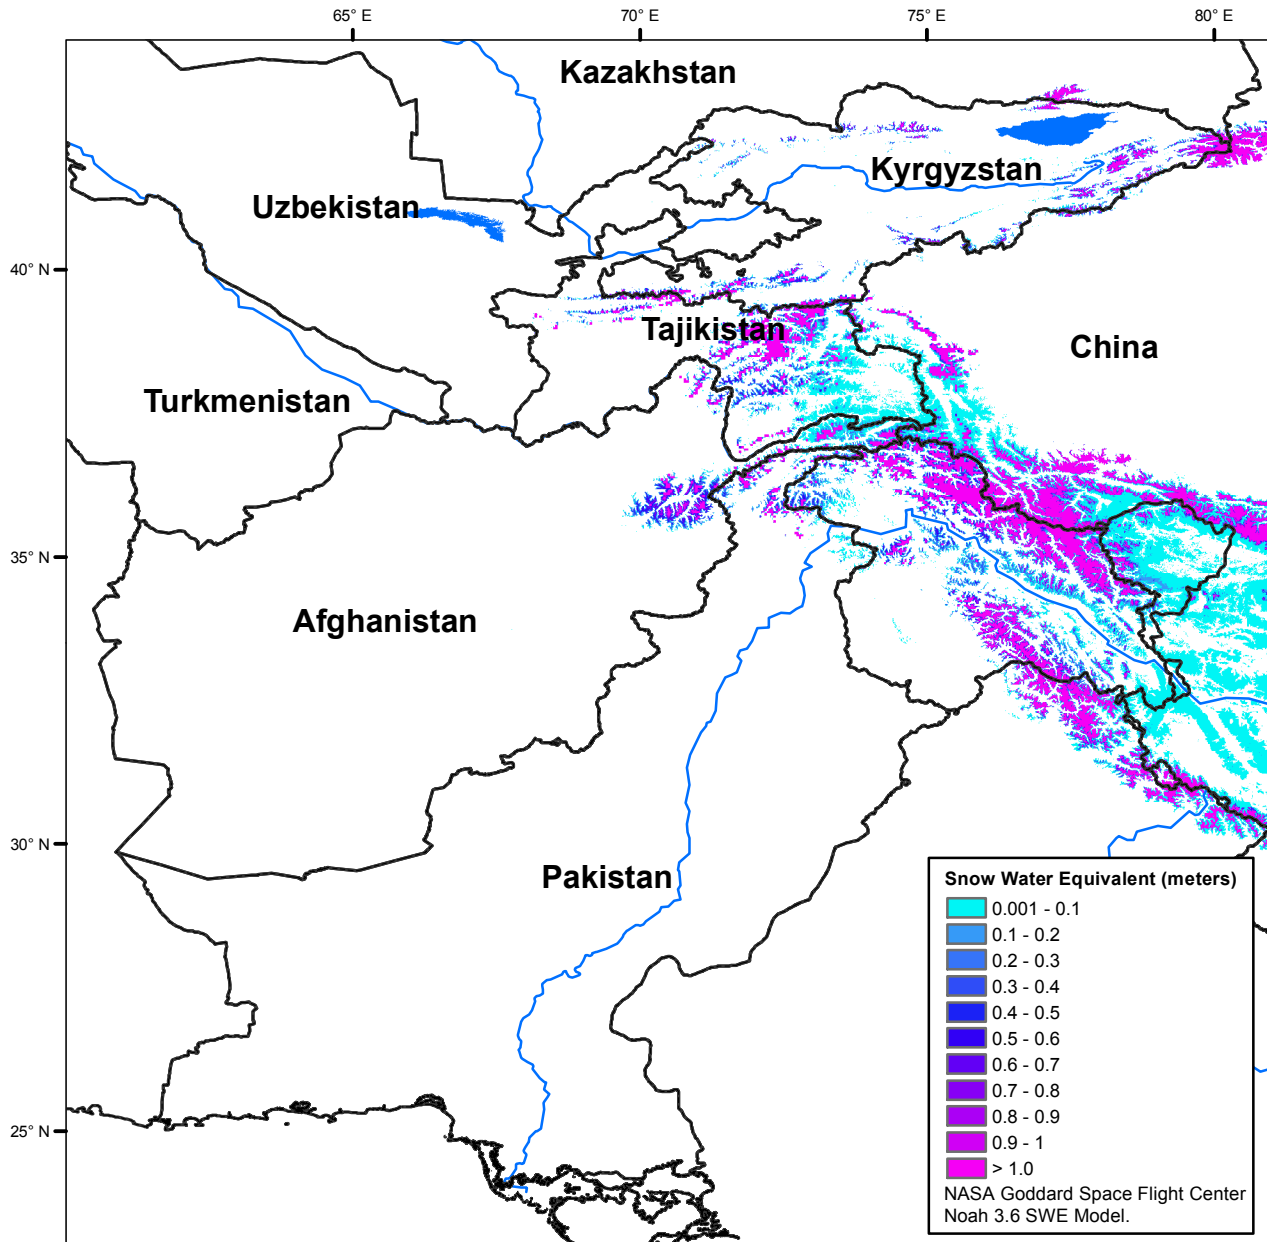 65° E
70° E
75° E
80° E
Kazakhstan
Kyrgyzstan
Uzbekistan
40° N
Tajikistan
China
Turkmenistan
35° N
Afghanistan
30° N
Pakistan
25° N
Snow Water Equivalent (meters)
0.001 - 0.1
0.1 - 0.2
0.2 - 0.3
0.3 - 0.4
0.4 - 0.5
0.5 - 0.6
0.6 - 0.7
0.7 - 0.8
0.8 - 0.9
0.9 - 1
> 1.0
NASA Goddard Space Flight Center
Noah 3.6 SWE Model.